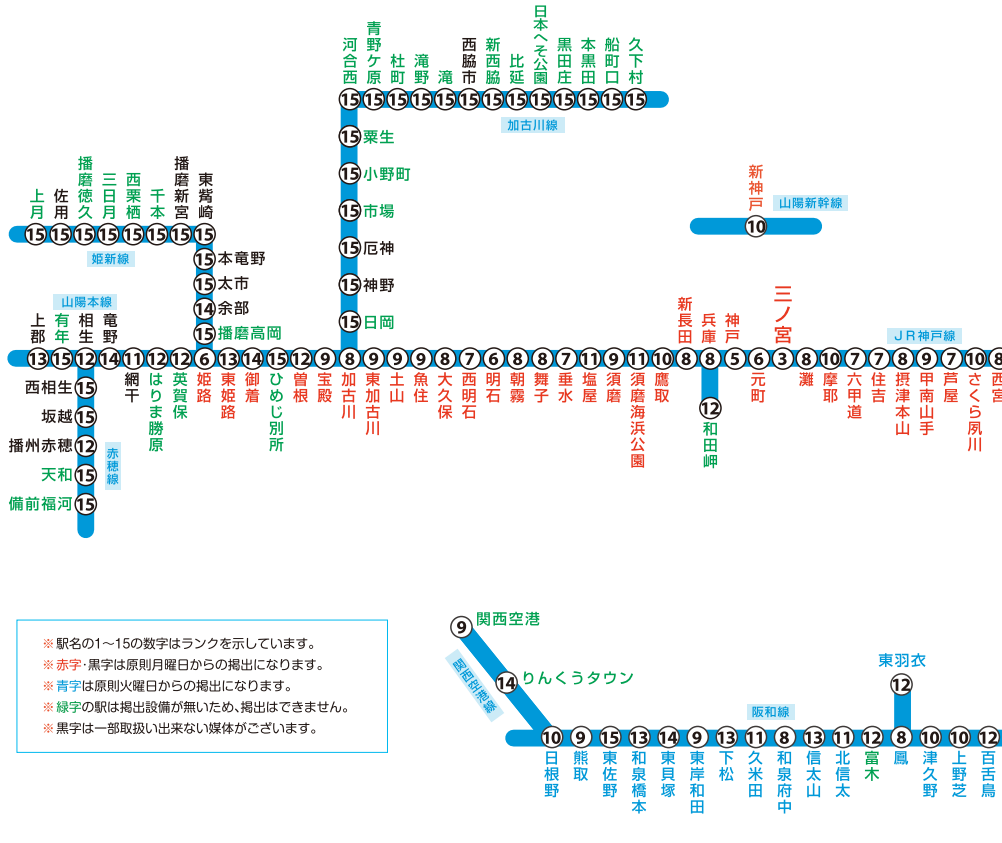 河合西
青野ケ原
社町
滝野
滝
西脇市
新西脇
比延
日本へそ公園
黒田庄
本黒田
船町口
久下村
15 15 15 15 15 15 15 15 15 15 15 15 15
加古川線
15 粟生
15 小野町
15 市場
15 厄神
15 神野
15 日岡
新神戸
山陽新幹線
10
上月
佐用
播磨徳久
三日月
西栗栖
千本
播磨新宮
東觜崎
15 15 15 15 15 15 15 15
姫新線
15 本竜野
15 太市
14 余部
15 播磨高岡
山陽本線
上郡
有年
相生
竜野
新長田
兵庫
神戸
三ノ宮
JR神戸線
13 15 12 14 11 12 12 6 13 14 15 12 9 8 9 9 9 8 7 6 8 8 7 11 9 11 10 8 8 5 6 3 8 10 7 7 8 9 7 10 8
網干
はりま勝原
英賀保
姫路
東姫路
御着
ひめじ別所
曽根
宝殿
加古川
東加古川
土山
魚住
大久保
西明石
明石
朝霧
舞子
垂水
塩屋
須磨
須磨海浜公園
鷹取
元町
灘
摩耶
六甲道
住吉
摂津本山
甲南山手
芦屋
さくら夙川
西宮
12
和田岬
西相生 15
坂越 15
播州赤穂 12
天和 15
備前福河 15
赤穂線
※駅名の1〜15の数字はランクを示しています。
※赤字・黒字は原則月曜日からの掲出になります。
※青字は原則火曜日からの掲出になります。
※緑字の駅は掲出設備が無いため、掲出はできません。
※黒字は一部取扱い出来ない媒体がございます。
9 関西空港
14 りんくうタウン
関西空港線
阪和線
東羽衣
12
10 9 15 13 14 9 13 11 8 13 11 12 8 10 10 12
日根野
熊取
東佐野
和泉橋本
東貝塚
東岸和田
下松
久米田
和泉府中
信太山
北信太
富木
鳳
津久野
上野芝
百舌鳥